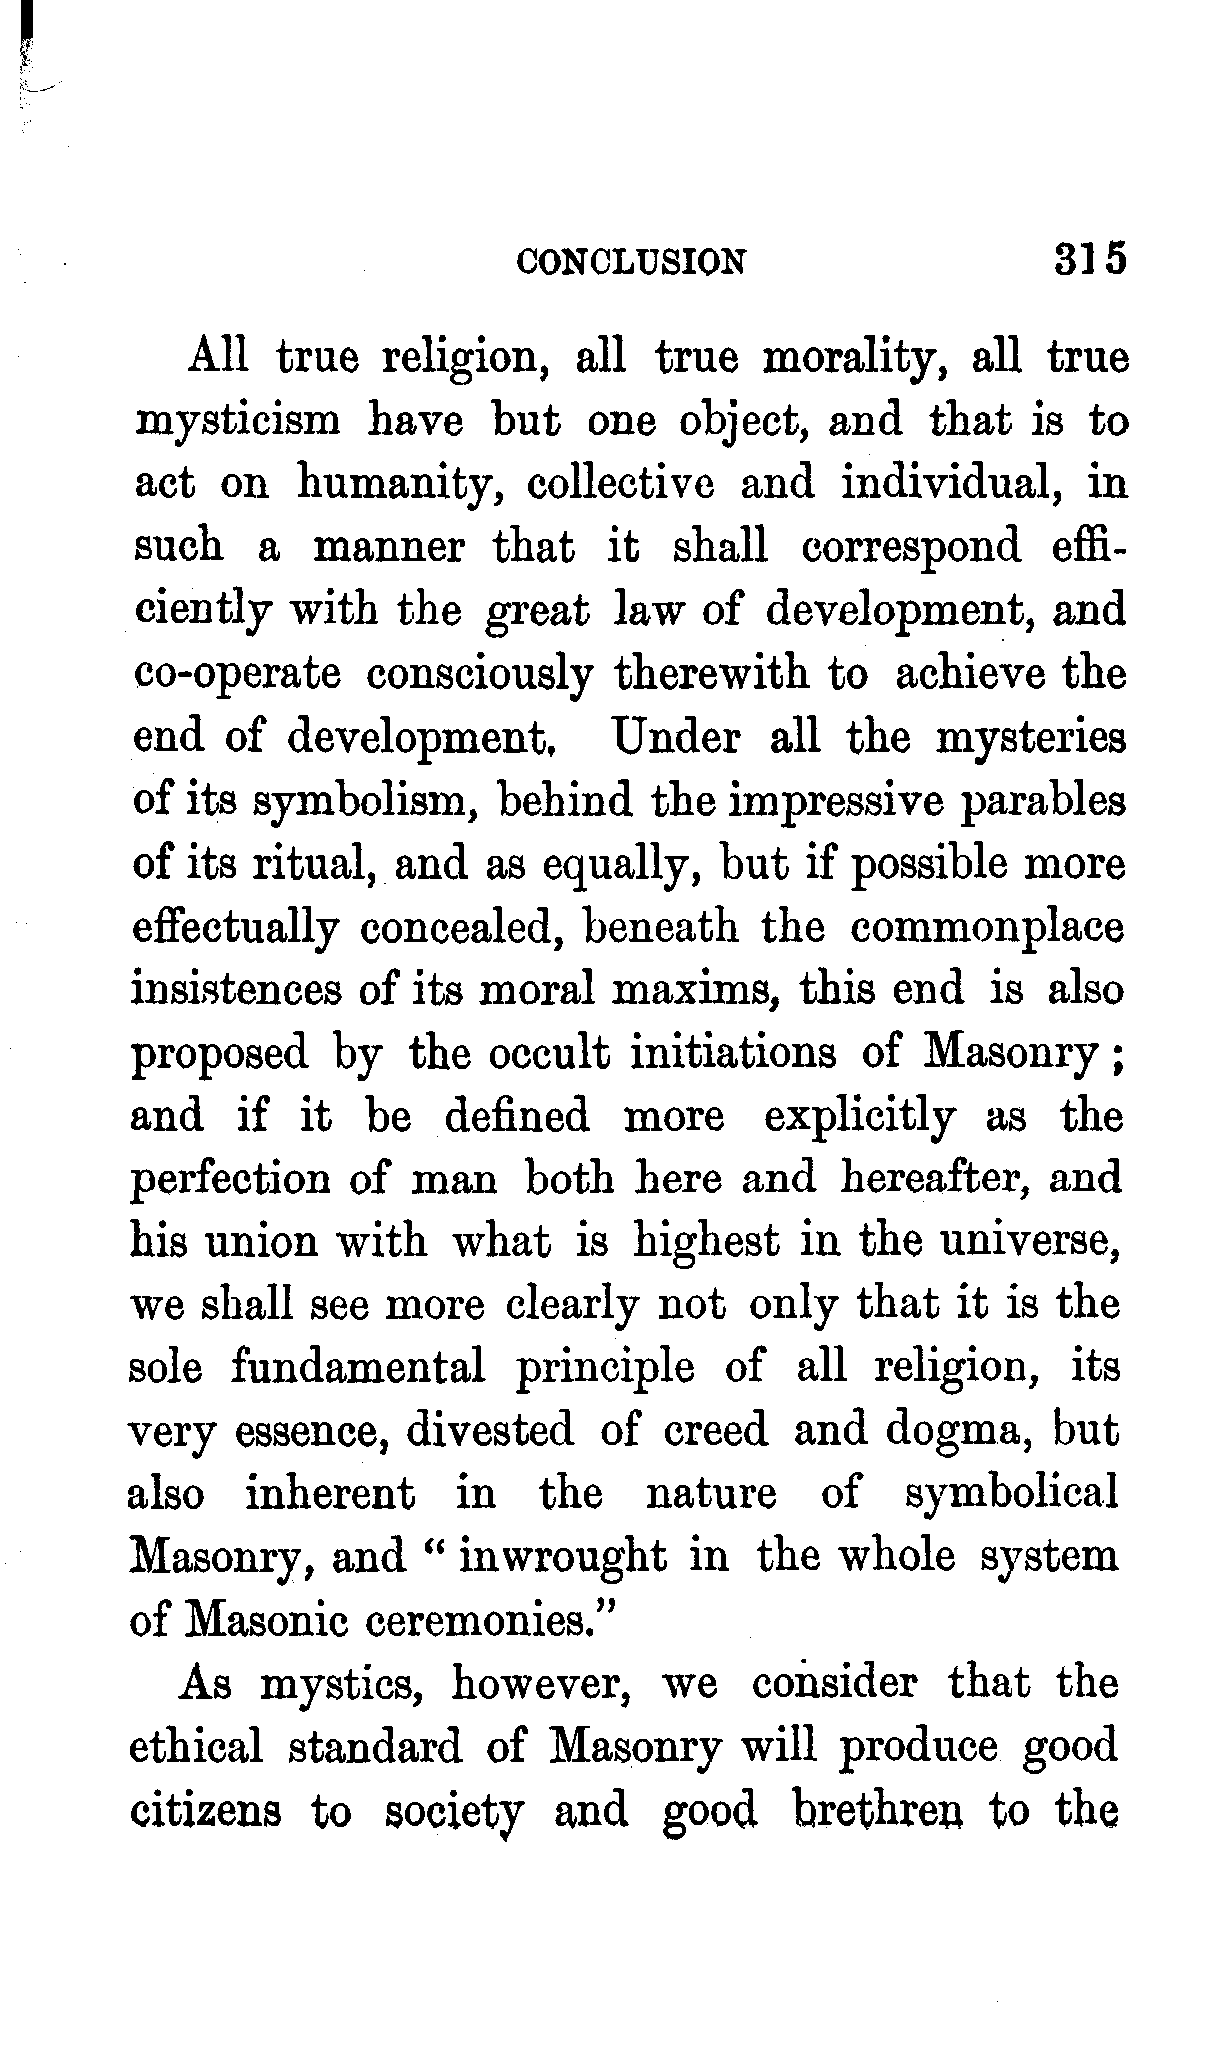 CONCLUSION 315
All true religion, all true morality, all true
mysticism have but one object, and that is to
act on humanity, collective and individual, in
such a manner that it shall correspond effi-
ciently with the great law of development, and
co-operate consciously therewith to achieve the
end of development. Under all the mysteries
of its symbolism, behind the impressive parables
of its ritual, and as equally, but if possible more
effectually concealed, beneath the commonplace
insistences of its moral maxims, this end is also
proposed by the occult initiations of Masonry ;
and if it be defined more explicitly as the
perfection of man both here and hereafter, and
his union with what is highest in the universe,
we shall see more clearly not only that it is the
sole fundamental principle of all religion, its
very essence, divested of creed and dogma, but
also inherent in the nature of symbolical
Masonry, and “ inwrought in the whole system
of Masonic ceremonies.”
As mystics, however, we consider that the
ethical standard of Masonry will produce good
citizens to society and good brethren to the